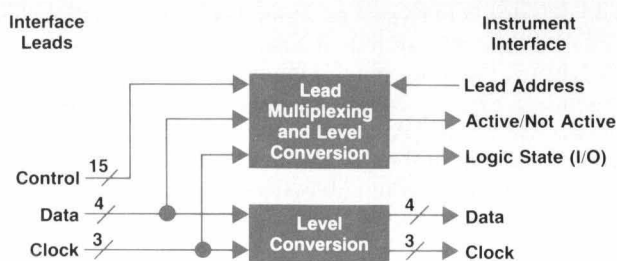 Interface
Leads
Instrument
Interface
Lead
Multiplexing
and Level
Conversion
Lead Address
Active/Not Active
Logic State (I/O)
Control 15
Data 4
Clock 3
Level
Conversion
4 Data
3 Clock